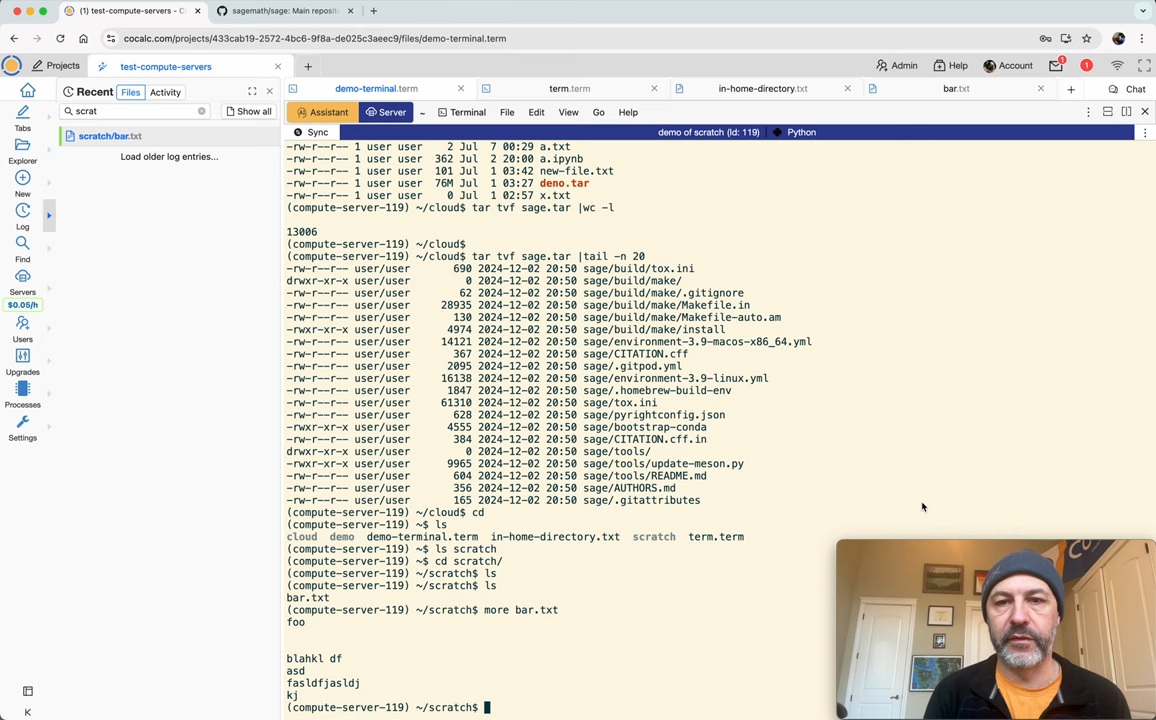 (1) test-compute-servers - Co
sagemath/sage: Main reposit
cocalc.com/projects/433cab19-2572-4bc6-9f8a-de025c3aeec9/files/demo-terminal.term
Projects
test-compute-servers
Admin
Help
Account
1
1
Recent
Files
Activity
demo-terminal.term
term.term
in-home-directory.txt
bar.txt
Chat
scrat
Show all
Assistant
Server
Terminal
File
Edit
View
Go
Help
Tabs
scratch/bar.txt
Sync
demo of scratch (Id: 119)
Python
Load older log entries...
Explorer
New
Log
Find
Servers
$0.05/h
Users
Upgrades
Processes
Settings
-rw-r--r-- 1 user user 2 Jul 7 00:29 a.txt
-rw-r--r-- 1 user user 362 Jul 2 20:00 a.ipynb
-rw-r--r-- 1 user user 101 Jul 1 03:42 new-file.txt
-rw-r--r-- 1 user user 76M Jul 1 03:27 deno.tar
-rw-r--r-- 1 user user 0 Jul 1 02:57 x.txt
(compute-server-119) ~/cloud$ tar tvf sage.tar |wc -l
13006
(compute-server-119) ~/cloud$
(compute-server-119) ~/cloud$ tar tvf sage.tar |tail -n 20
-rw-r--r-- user/user 690 2024-12-02 20:50 sage/build/tox.ini
drwxr-xr-x user/user 0 2024-12-02 20:50 sage/build/make/
-rw-r--r-- user/user 62 2024-12-02 20:50 sage/build/make/.gitignore
-rw-r--r-- user/user 28935 2024-12-02 20:50 sage/build/make/Makefile.in
-rw-r--r-- user/user 130 2024-12-02 20:50 sage/build/make/Makefile-auto.am
-rwxr-xr-x user/user 4974 2024-12-02 20:50 sage/build/make/install
-rw-r--r-- user/user 14121 2024-12-02 20:50 sage/environment-3.9-macos-x86_64.yml
-rw-r--r-- user/user 367 2024-12-02 20:50 sage/CITATION.cff
-rw-r--r-- user/user 2095 2024-12-02 20:50 sage/.gitpod.yml
-rw-r--r-- user/user 16138 2024-12-02 20:50 sage/environment-3.9-linux.yml
-rw-r--r-- user/user 1847 2024-12-02 20:50 sage/.homebrew-build-env
-rw-r--r-- user/user 61310 2024-12-02 20:50 sage/tox.ini
-rw-r--r-- user/user 628 2024-12-02 20:50 sage/pyrightconfig.json
-rwxr-xr-x user/user 4555 2024-12-02 20:50 sage/bootstrap-conda
-rw-r--r-- user/user 384 2024-12-02 20:50 sage/CITATION.cff.in
drwxr-xr-x user/user 0 2024-12-02 20:50 sage/tools/
-rwxr-xr-x user/user 9965 2024-12-02 20:50 sage/tools/update-meson.py
-rw-r--r-- user/user 604 2024-12-02 20:50 sage/tools/README.md
-rw-r--r-- user/user 356 2024-12-02 20:50 sage/AUTHORS.md
-rw-r--r-- user/user 165 2024-12-02 20:50 sage/.gitattributes
(compute-server-119) ~/cloud$ cd
(compute-server-119) ~$ ls
cloud demo demo-terminal.term in-home-directory.txt scratch term.term
(compute-server-119) ~$ ls scratch
(compute-server-119) ~$ cd scratch/
(compute-server-119) ~/scratch$ ls
(compute-server-119) ~/scratch$ ls
bar.txt
(compute-server-119) ~/scratch$ more bar.txt
foo
blahkl df
asd
fasldfjasldj
kj
(compute-server-119) ~/scratch$